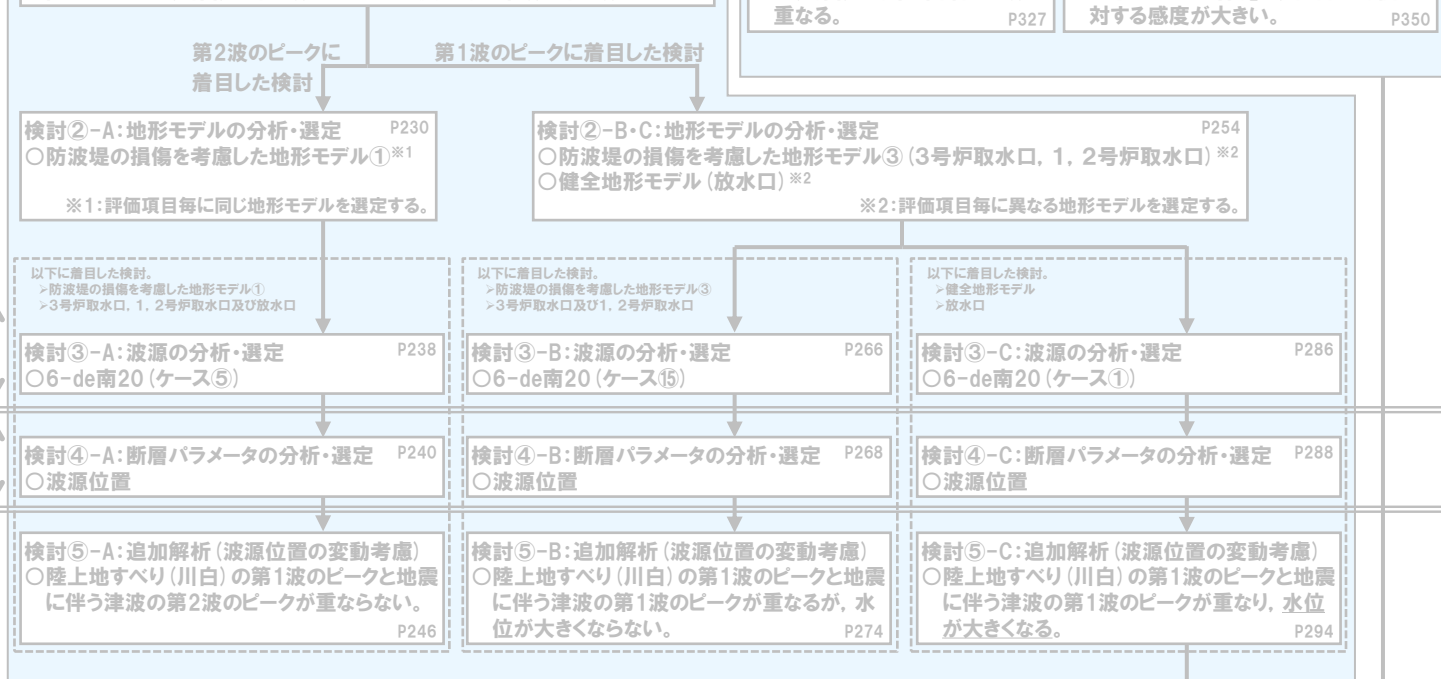 重なる。 P327
対する感度が大きい。 P350
第2波のピークに
着目した検討
第1波のピークに着目した検討
検討②-A:地形モデルの分析・選定 P230
○防波堤の損傷を考慮した地形モデル①※1
※1:評価項目毎に同じ地形モデルを選定する。
検討②-B・C:地形モデルの分析・選定 P254
○防波堤の損傷を考慮した地形モデル③(3号炉取水口, 1, 2号炉取水口)※2
○健全地形モデル(放水口)※2
※2:評価項目毎に異なる地形モデルを選定する。
以下に着目した検討。
➢防波堤の損傷を考慮した地形モデル①
➢3号炉取水口, 1, 2号炉取水口及び放水口
検討③-A:波源の分析・選定 P238
○6-de南20(ケース⑤)
検討④-A:断層パラメータの分析・選定 P240
○波源位置
検討⑤-A:追加解析(波源位置の変動考慮)
○陸上地すべり(川白)の第1波のピークと地震
に伴う津波の第2波のピークが重ならない。
P246
以下に着目した検討。
➢防波堤の損傷を考慮した地形モデル③
➢3号炉取水口及び1, 2号炉取水口
検討③-B:波源の分析・選定 P266
○6-de南20(ケース⑮)
検討④-B:断層パラメータの分析・選定 P268
○波源位置
検討⑤-B:追加解析(波源位置の変動考慮)
○陸上地すべり(川白)の第1波のピークと地震
に伴う津波の第1波のピークが重なるが, 水
位が大きくならない。 P274
以下に着目した検討。
➢健全地形モデル
➢放水口
検討③-C:波源の分析・選定 P286
○6-de南20(ケース①)
検討④-C:断層パラメータの分析・選定 P288
○波源位置
検討⑤-C:追加解析(波源位置の変動考慮)
○陸上地すべり(川白)の第1波のピークと地震
に伴う津波の第1波のピークが重なり, 水位
が大きくなる。 P294